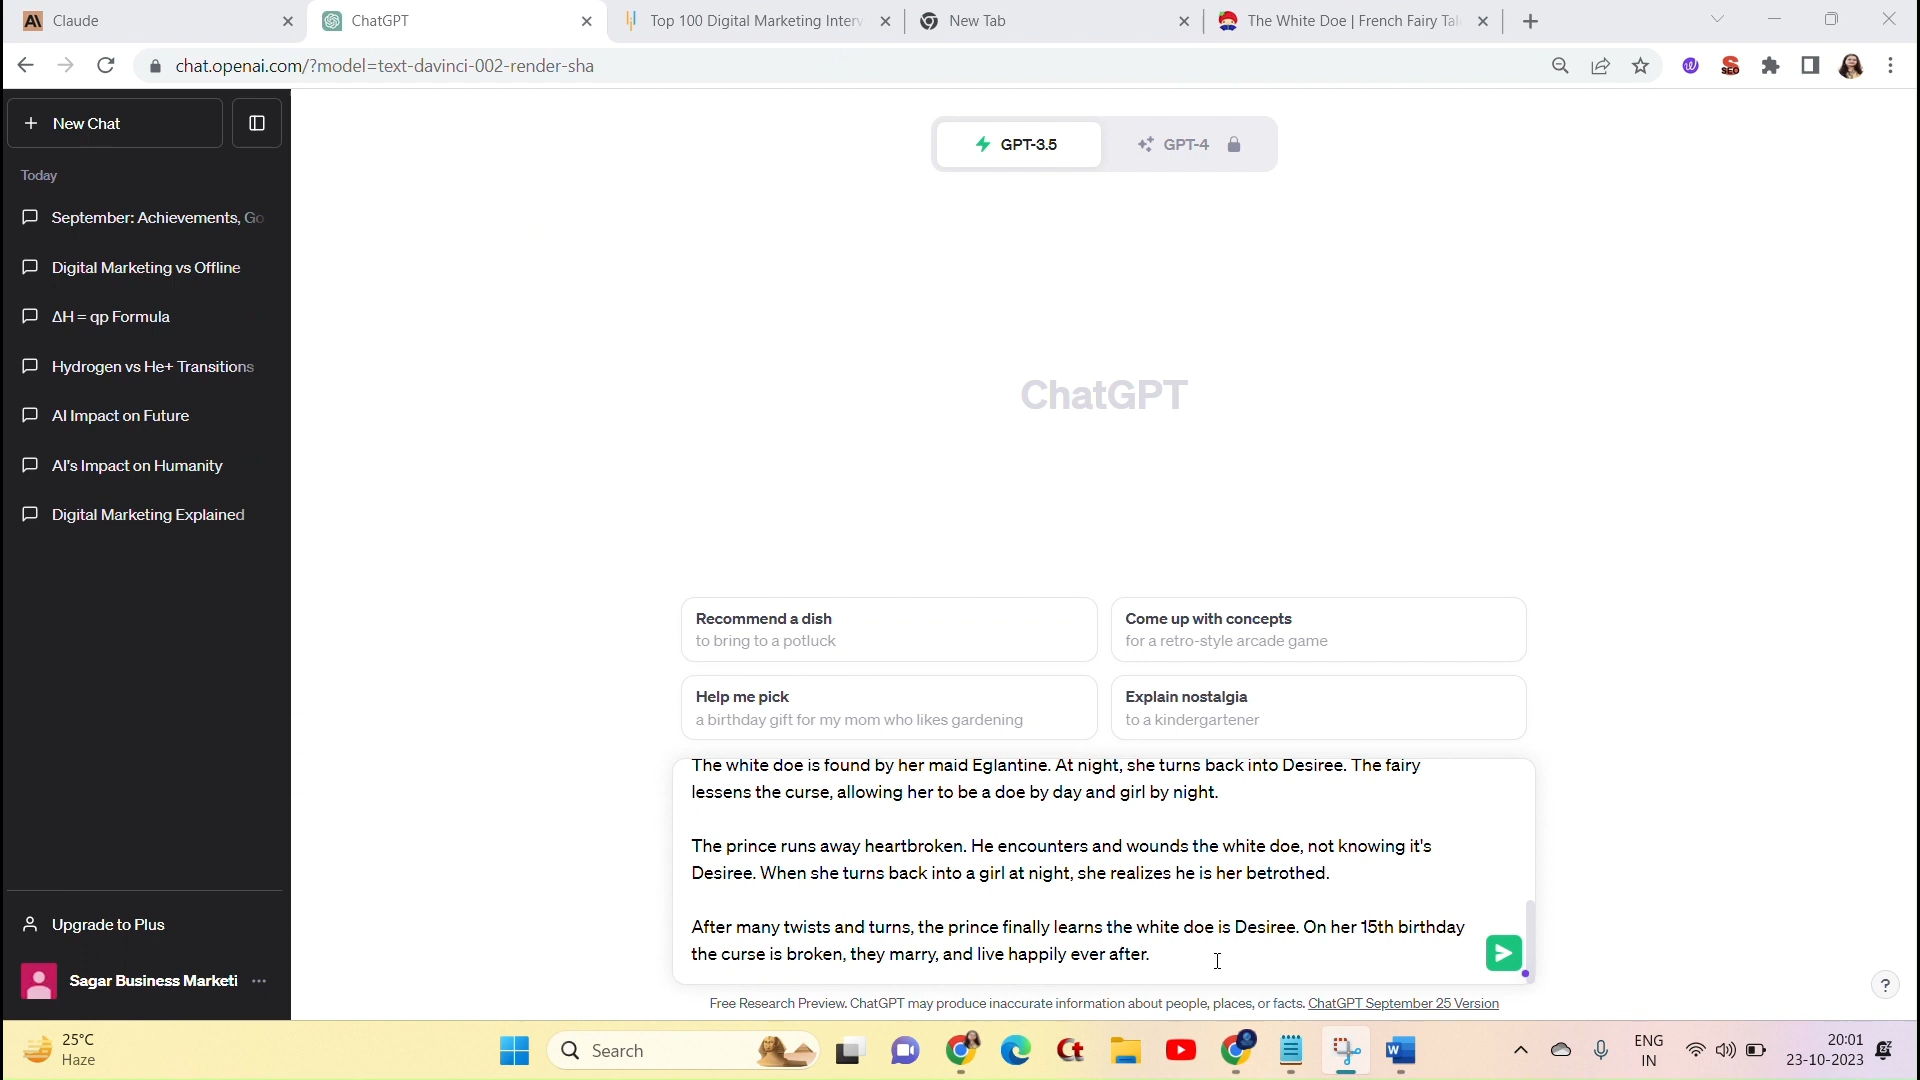 Claude
ChatGPT
Top 100 Digital Marketing Interv
New Tab
The White Doe | French Fairy Tal
chat.openai.com/?model=text-davinci-002-render-sha
SEO
New Chat
GPT-3.5
GPT-4
Today
September: Achievements, Go
Digital Marketing vs Offline
ΔH = qp Formula
Hydrogen vs He+ Transitions
AI Impact on Future
AI's Impact on Humanity
Digital Marketing Explained
ChatGPT
Recommend a dish
to bring to a potluck
Come up with concepts
for a retro-style arcade game
Help me pick
a birthday gift for my mom who likes gardening
Explain nostalgia
to a kindergartener
The white doe is found by her maid Eglantine. At night, she turns back into Desiree. The fairy
lessens the curse, allowing her to be a doe by day and girl by night.
The prince runs away heartbroken. He encounters and wounds the white doe, not knowing it's
Desiree. When she turns back into a girl at night, she realizes he is her betrothed.
After many twists and turns, the prince finally learns the white doe is Desiree. On her 15th birthday
the curse is broken, they marry, and live happily ever after.
Free Research Preview. ChatGPT may produce inaccurate information about people, places, or facts. ChatGPT September 25 Version
?
Upgrade to Plus
Sagar Business Marketi
25°C
Haze
Search
Ct
ENG
IN
20:01
23-10-2023